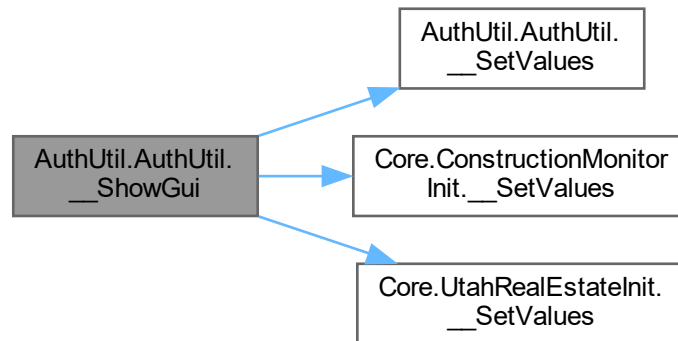 AuthUtil.AuthUtil.
__ShowGui
AuthUtil.AuthUtil.
__SetValues
Core.ConstructionMonitor
Init.__SetValues
Core.UtahRealEstateInit.
__SetValues